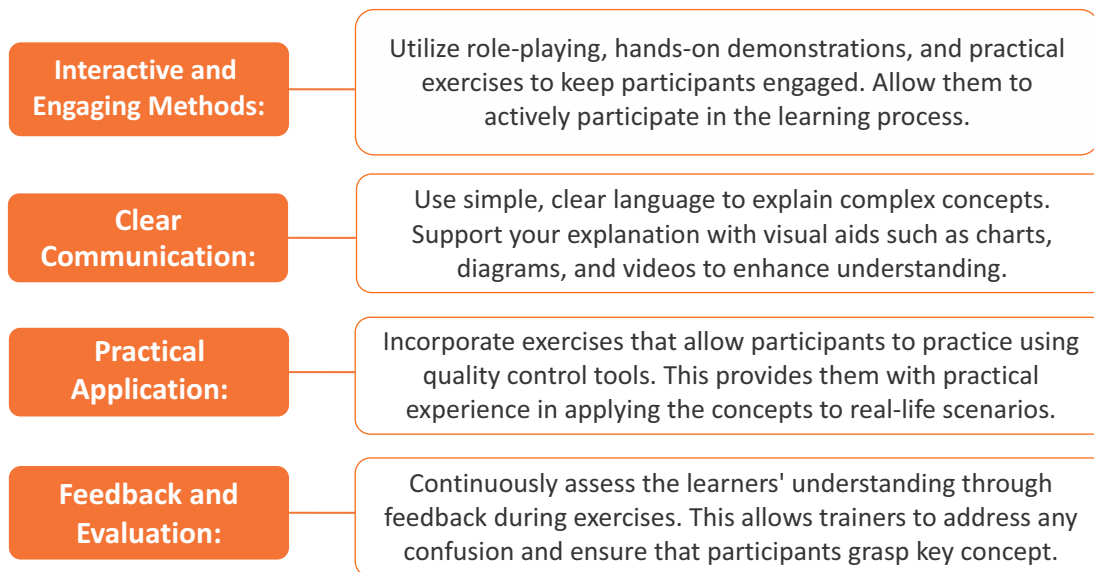 Interactive and
Engaging Methods:
Utilize role-playing, hands-on demonstrations, and practical
exercises to keep participants engaged. Allow them to
actively participate in the learning process.
Clear
Communication:
Use simple, clear language to explain complex concepts.
Support your explanation with visual aids such as charts,
diagrams, and videos to enhance understanding.
Practical
Application:
Incorporate exercises that allow participants to practice using
quality control tools. This provides them with practical
experience in applying the concepts to real-life scenarios.
Feedback and
Evaluation:
Continuously assess the learners' understanding through
feedback during exercises. This allows trainers to address any
confusion and ensure that participants grasp key concept.